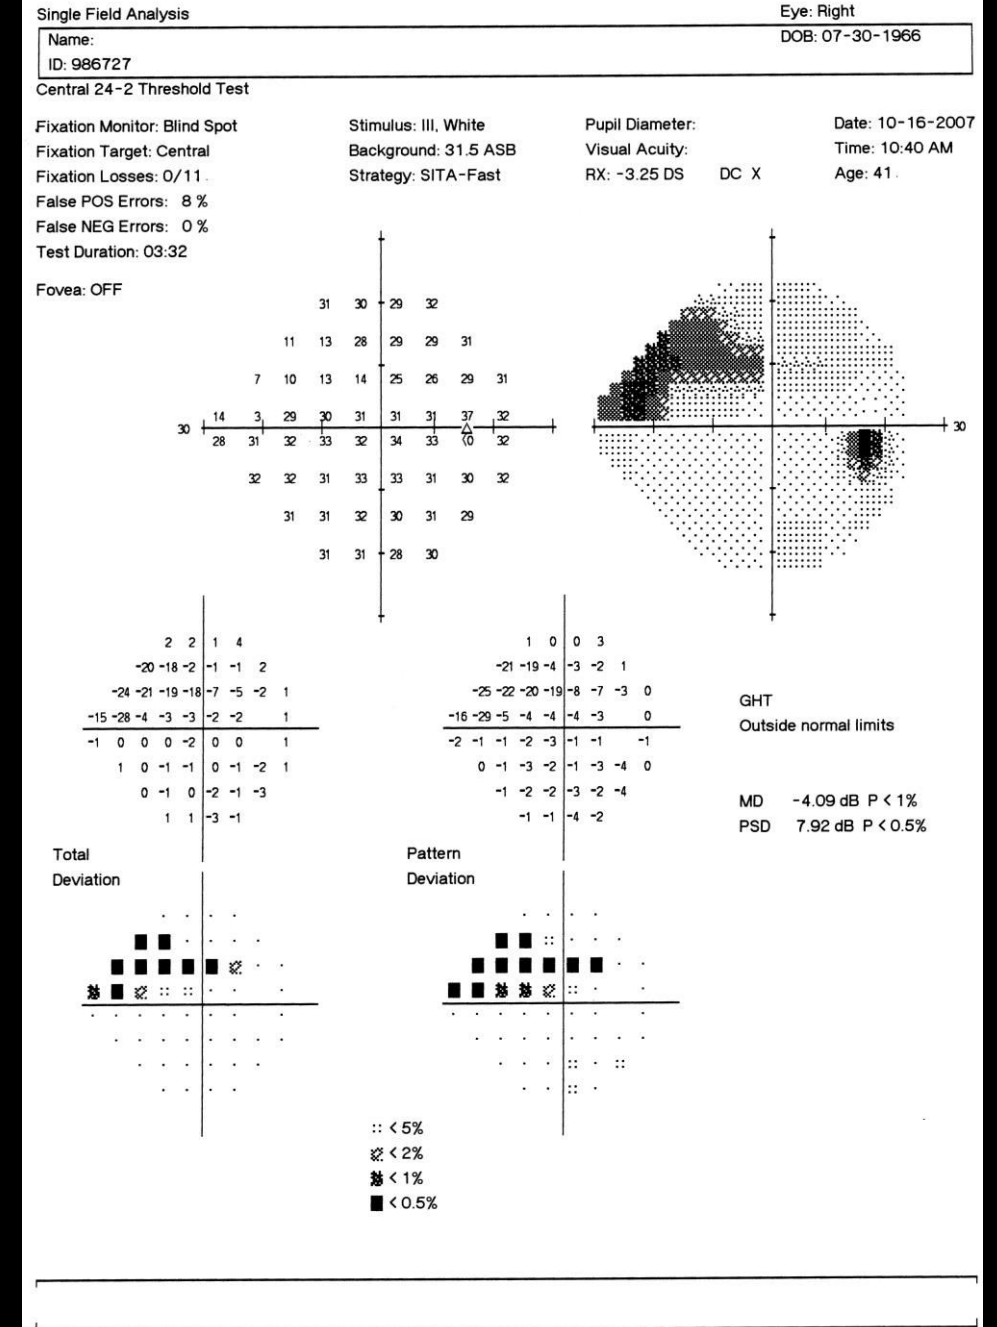 Single Field Analysis Eye: Right
Name: DOB: 07-30-1966
ID: 986727
Central 24-2 Threshold Test
Fixation Monitor: Blind Spot Stimulus: III, White Pupil Diameter: Date: 10-16-2007
Fixation Target: Central Background: 31.5 ASB Visual Acuity: Time: 10:40 AM
Fixation Losses: 0/11 Strategy: SITA-Fast RX: -3.25 DS DC X Age: 41
False POS Errors: 8 %
False NEG Errors: 0 %
Test Duration: 03:32
Fovea: OFF
31 30 29 32
11 13 28 29 29 31
7 10 13 14 25 26 29 31
14 3 29 30 31 31 31 37 32
30 30
28 31 32 33 32 34 33 <0 32
32 32 31 33 33 31 30 32
31 31 32 30 31 29
31 31 28 30
2 2 1 4 1 0 0 3
-20 -18 -2 -1 -1 2 -21 -19 -4 -3 -2 1
-24 -21 -19 -18 -7 -5 -2 1 -25 -22 -20 -19 -8 -7 -3 0
GHT
-15 -28 -4 -3 -3 -2 -2 1 -16 -29 -5 -4 -4 -4 -3 0
Outside normal limits
-1 0 0 0 -2 0 0 1 -2 -1 -1 -2 -3 -1 -1 -1
1 0 -1 -1 0 -1 -2 1 0 -1 -3 -2 -1 -3 -4 0
0 -1 0 -2 -1 -3 -1 -2 -2 -3 -2 -4
MD -4.09 dB P < 1%
1 1 -3 -1 -1 -1 -4 -2
PSD 7.92 dB P < 0.5%
Total Pattern
Deviation Deviation
< 5%
< 2%
< 1%
< 0.5%